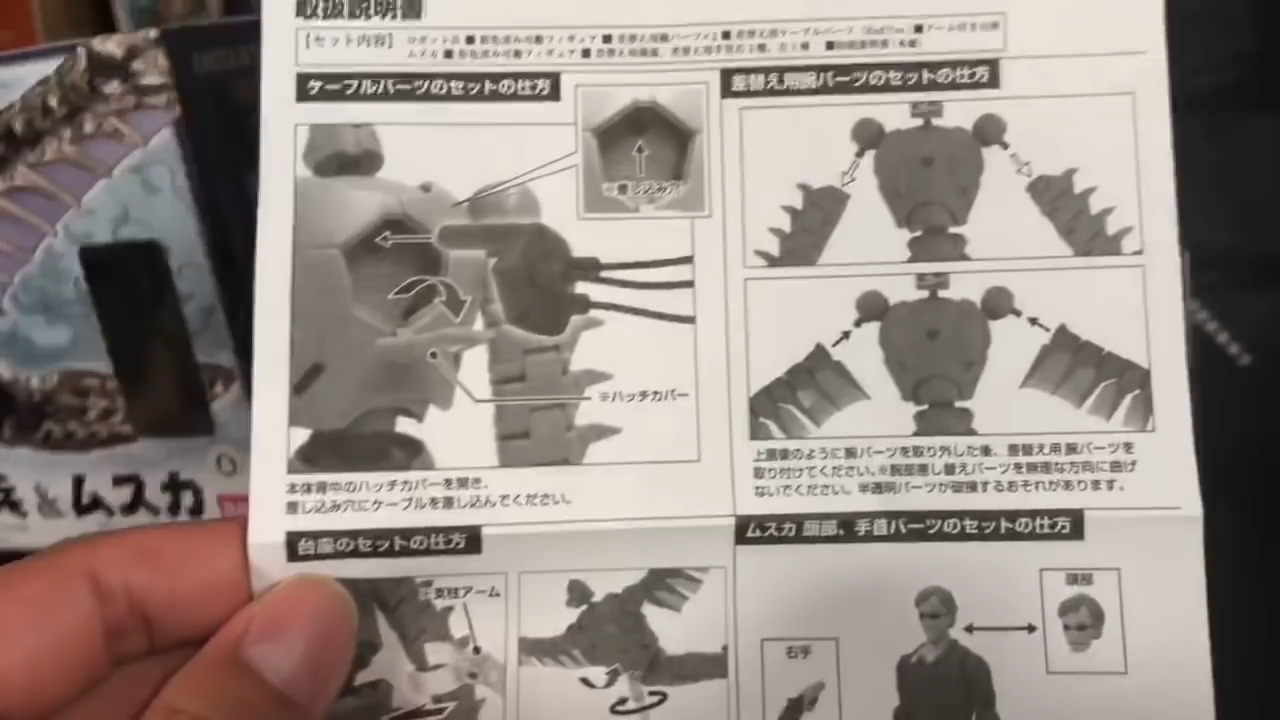 取扱説明書
【セット内容】
ケーブルパーツのセットの仕方
※差し込み穴
※ハッチカバー
本体背中のハッチカバーを開き、
差し込み穴にケーブルを差し込んでください。
差替え用腕パーツのセットの仕方
上画像のように腕パーツを取り外した後、差替え用 腕パーツを
取り付けてください。※腕部差し替えパーツを無理な方向に曲げ
ないでください。半透明パーツが破損するおそれがあります。
台座のセットの仕方
支柱アーム
ムスカ 頭部、手首パーツのセットの仕方
頭部
右手
ムスカ